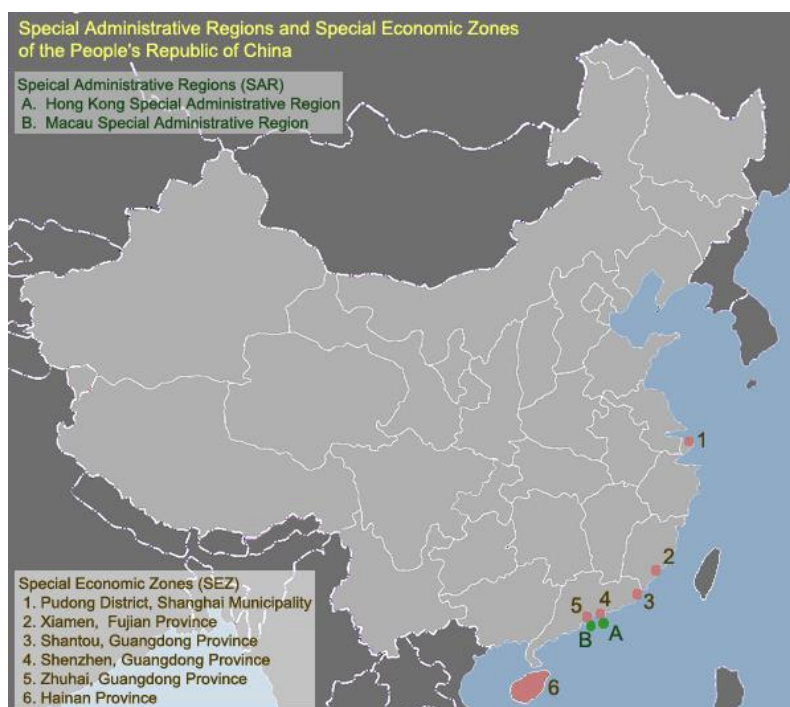 Special Administrative Regions and Special Economic Zones
of the People's Republic of China
Speical Administrative Regions (SAR)
A. Hong Kong Special Administrative Region
B. Macau Special Administrative Region
1
2
3
4
5
A
B
6
Special Economic Zones (SEZ)
1. Pudong District, Shanghai Municipality
2. Xiamen, Fujian Province
3. Shantou, Guangdong Province
4. Shenzhen, Guangdong Province
5. Zhuhai, Guangdong Province
6. Hainan Province